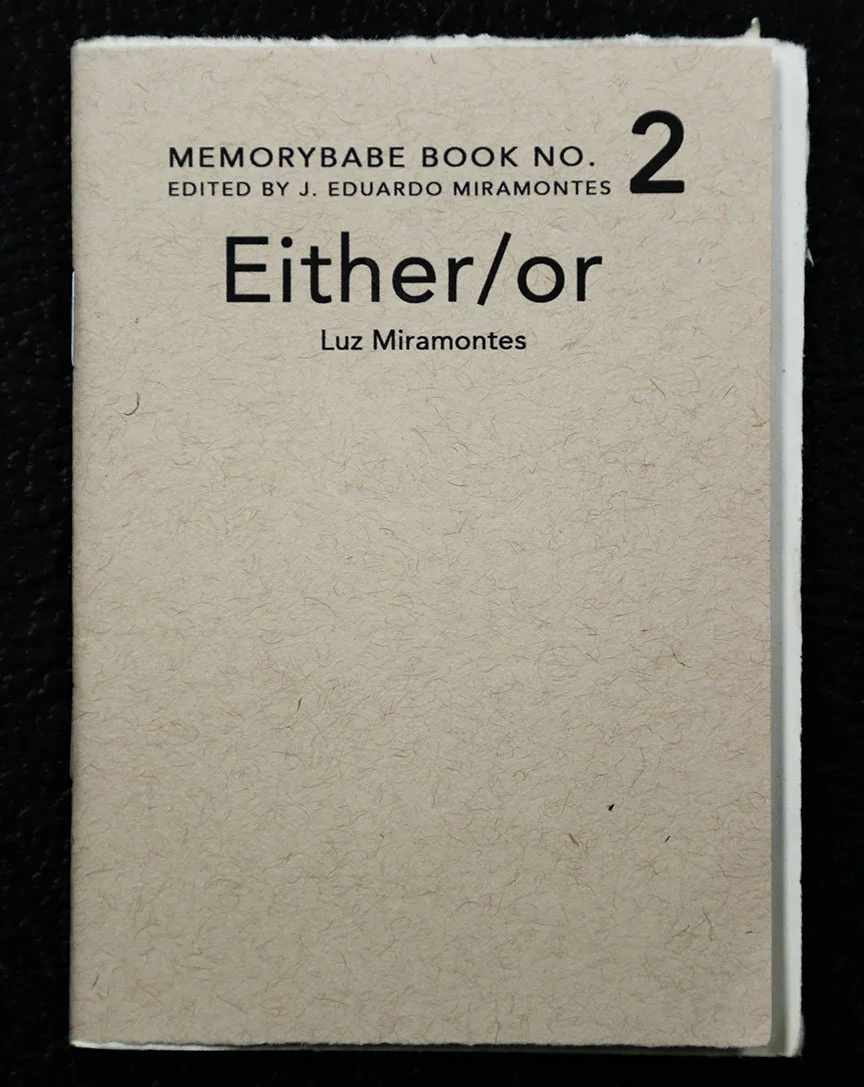 MEMORYBABE BOOK NO. 2
EDITED BY J. EDUARDO MIRAMONTES
Either/or
Luz Miramontes